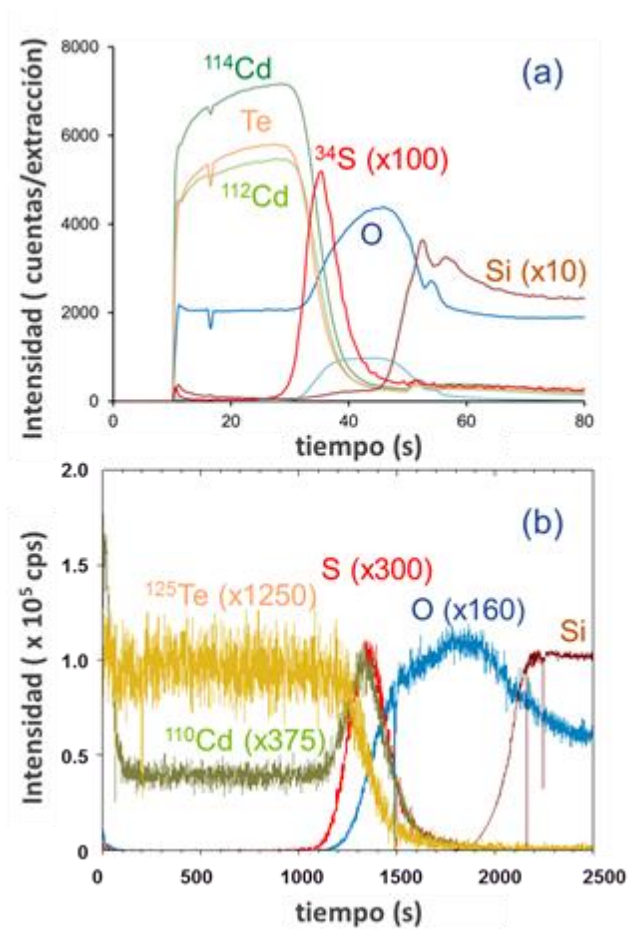 (a)
Intensidad ( cuentas/extracción)
8000
6000
4000
2000
0
¹¹⁴Cd
Te
¹¹²Cd
³⁴S (x100)
O
Si (x10)
0 20 40 60 80
tiempo (s)
(b)
Intensidad ( x 10⁵ cps)
2.0
1.5
1.0
0.5
0
¹²⁵Te (x1250)
S (x300)
O (x160)
Si
¹¹⁰Cd (x375)
0 500 1000 1500 2000 2500
tiempo (s)